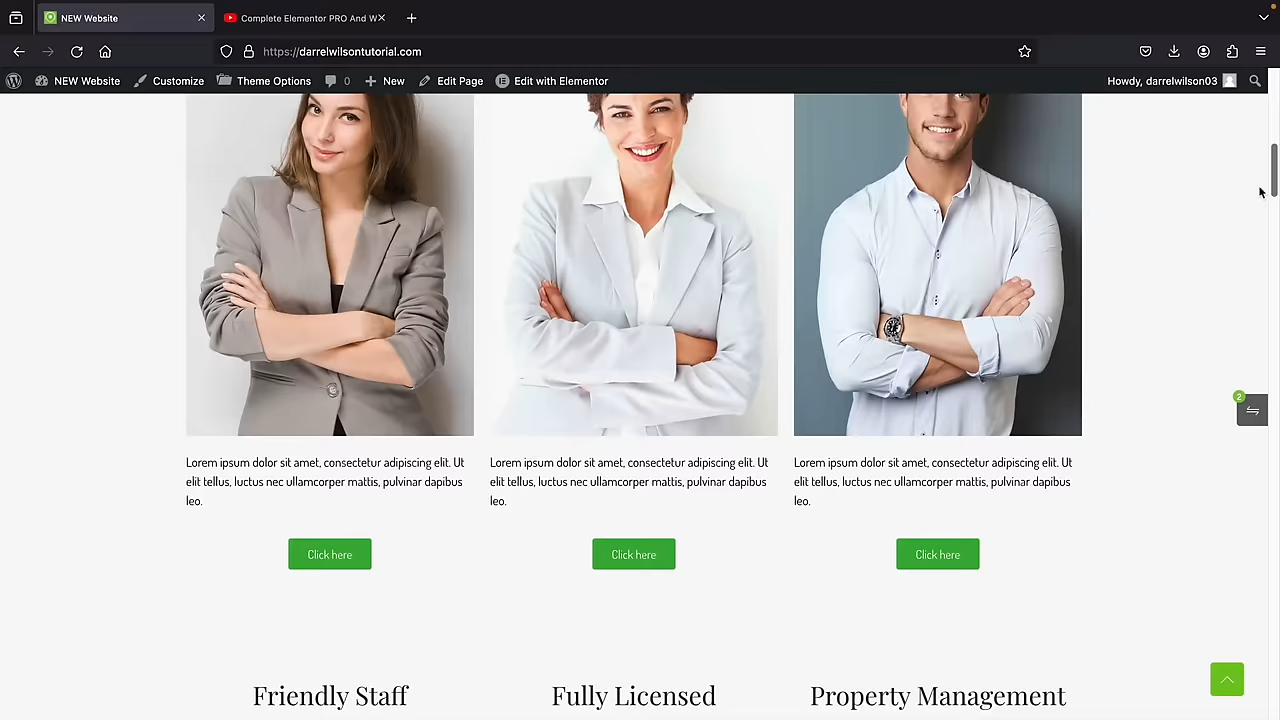 NEW Website
Complete Elementor PRO And W
https://darrelwilsontutorial.com
NEW Website Customize Theme Options 0 New Edit Page Edit with Elementor Howdy, darrelwilson03
2
Lorem ipsum dolor sit amet, consectetur adipiscing elit. Ut
elit tellus, luctus nec ullamcorper mattis, pulvinar dapibus
leo.
Lorem ipsum dolor sit amet, consectetur adipiscing elit. Ut
elit tellus, luctus nec ullamcorper mattis, pulvinar dapibus
leo.
Lorem ipsum dolor sit amet, consectetur adipiscing elit. Ut
elit tellus, luctus nec ullamcorper mattis, pulvinar dapibus
leo.
Click here
Click here
Click here
Friendly Staff
Fully Licensed
Property Management